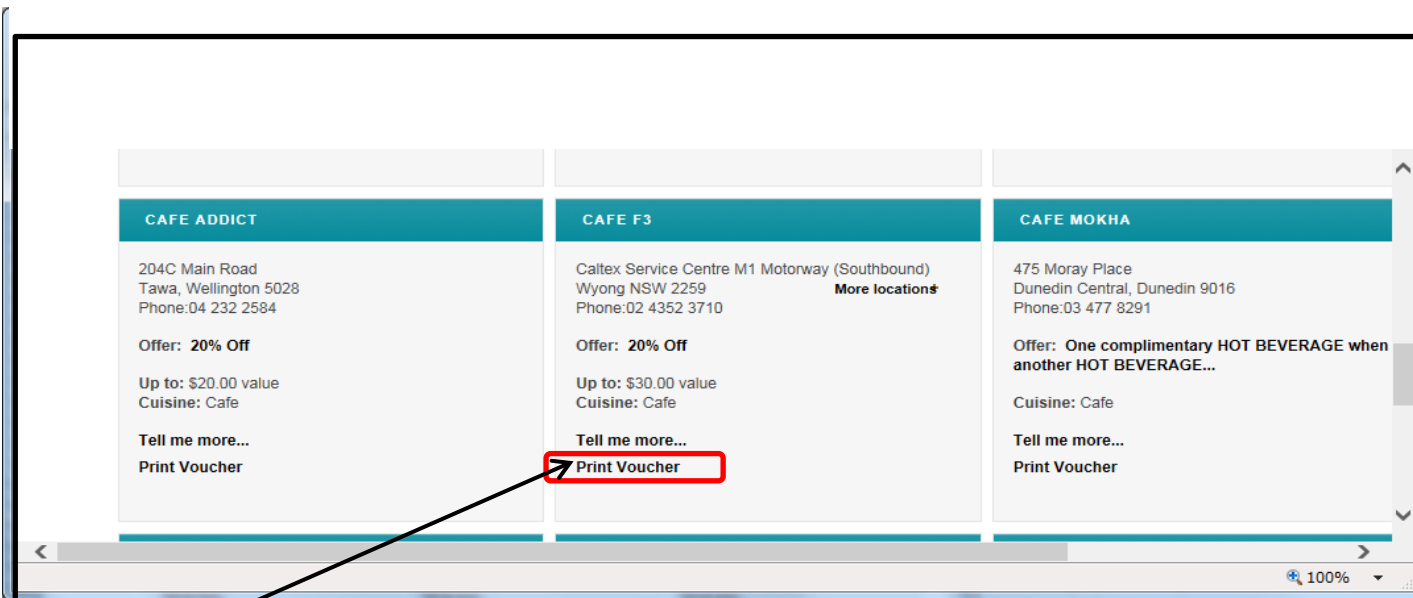 CAFE ADDICT
204C Main Road
Tawa, Wellington 5028
Phone:04 232 2584
Offer: 20% Off
Up to: $20.00 value
Cuisine: Cafe
Tell me more...
Print Voucher
CAFE F3
Caltex Service Centre M1 Motorway (Southbound)
Wyong NSW 2259 More locations+
Phone:02 4352 3710
Offer: 20% Off
Up to: $30.00 value
Cuisine: Cafe
Tell me more...
Print Voucher
CAFE MOKHA
475 Moray Place
Dunedin Central, Dunedin 9016
Phone:03 477 8291
Offer: One complimentary HOT BEVERAGE when
another HOT BEVERAGE...
Cuisine: Cafe
Tell me more...
Print Voucher
100%